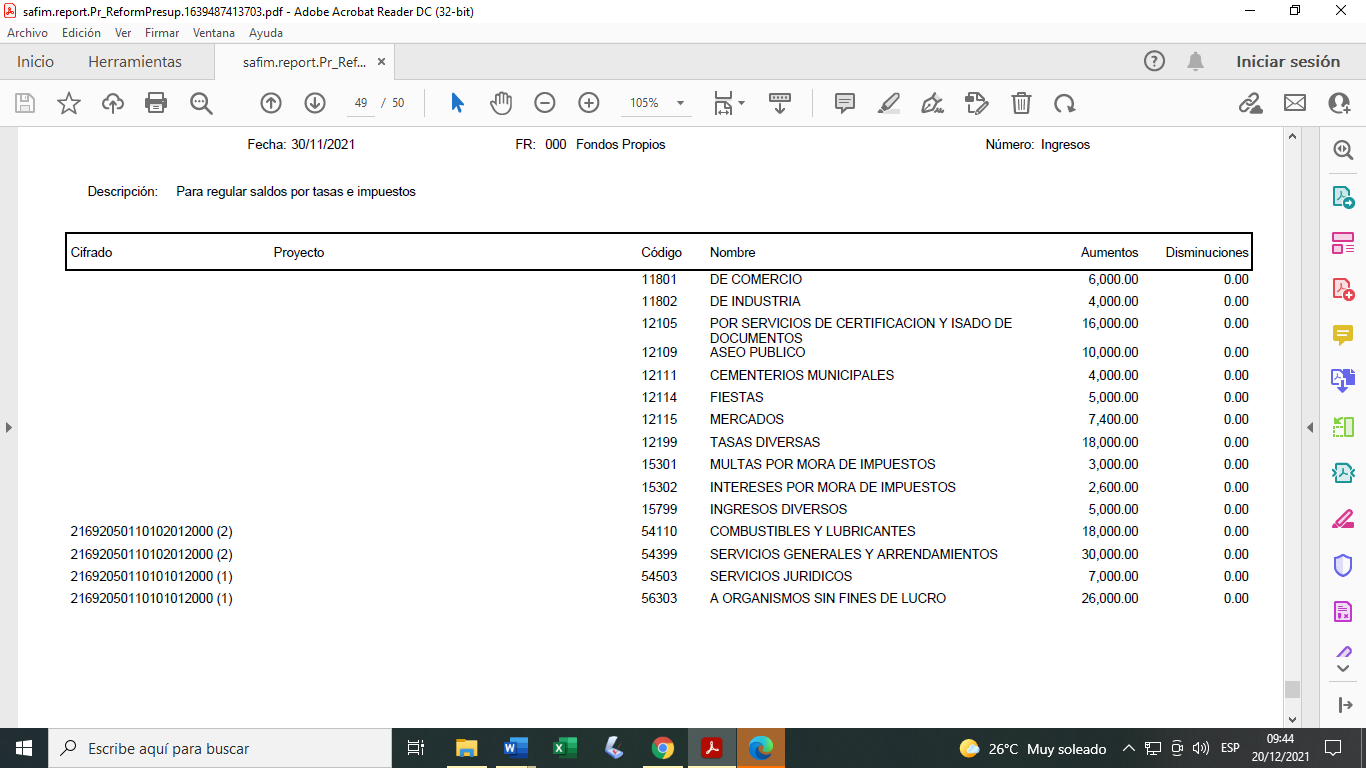 safim.report.Pr_ReformPresup.1639487413703.pdf - Adobe Acrobat Reader DC (32-bit)
Archivo Edición Ver Firmar Ventana Ayuda
Inicio Herramientas safim.report.Pr_Ref... × Iniciar sesión
49 / 50 105%
Fecha: 30/11/2021 FR: 000 Fondos Propios Número: Ingresos
Descripción: Para regular saldos por tasas e impuestos
Cifrado Proyecto Código Nombre Aumentos Disminuciones
11801 DE COMERCIO 6,000.00 0.00
11802 DE INDUSTRIA 4,000.00 0.00
12105 POR SERVICIOS DE CERTIFICACION Y ISADO DE 16,000.00 0.00
DOCUMENTOS
12109 ASEO PUBLICO 10,000.00 0.00
12111 CEMENTERIOS MUNICIPALES 4,000.00 0.00
12114 FIESTAS 5,000.00 0.00
12115 MERCADOS 7,400.00 0.00
12199 TASAS DIVERSAS 18,000.00 0.00
15301 MULTAS POR MORA DE IMPUESTOS 3,000.00 0.00
15302 INTERESES POR MORA DE IMPUESTOS 2,600.00 0.00
15799 INGRESOS DIVERSOS 5,000.00 0.00
21692050110102012000 (2) 54110 COMBUSTIBLES Y LUBRICANTES 18,000.00 0.00
21692050110102012000 (2) 54399 SERVICIOS GENERALES Y ARRENDAMIENTOS 30,000.00 0.00
21692050110101012000 (1) 54503 SERVICIOS JURIDICOS 7,000.00 0.00
21692050110101012000 (1) 56303 A ORGANISMOS SIN FINES DE LUCRO 26,000.00 0.00
Escribe aquí para buscar 26°C Muy soleado ESP 09:44
20/12/2021